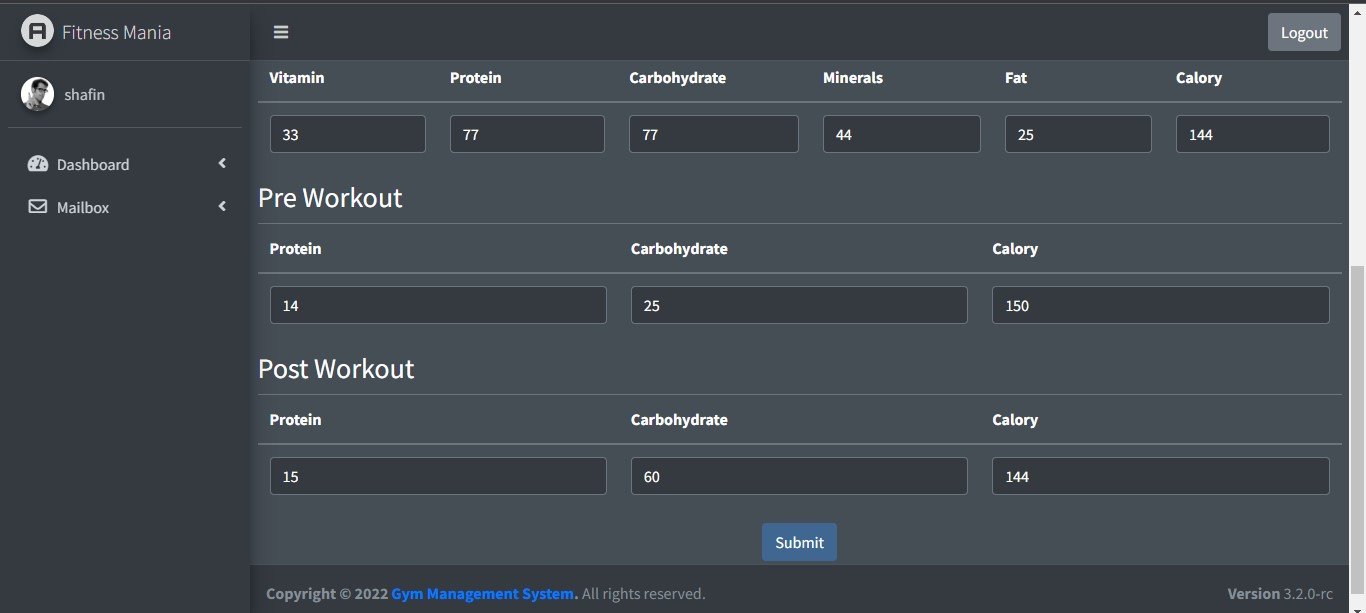 Fitness Mania
Logout
shafin
Dashboard
Mailbox
Vitamin Protein Carbohydrate Minerals Fat Calory
33 77 77 44 25 144
Pre Workout
Protein Carbohydrate Calory
14 25 150
Post Workout
Protein Carbohydrate Calory
15 60 144
Submit
Copyright © 2022 Gym Management System. All rights reserved. Version 3.2.0-rc